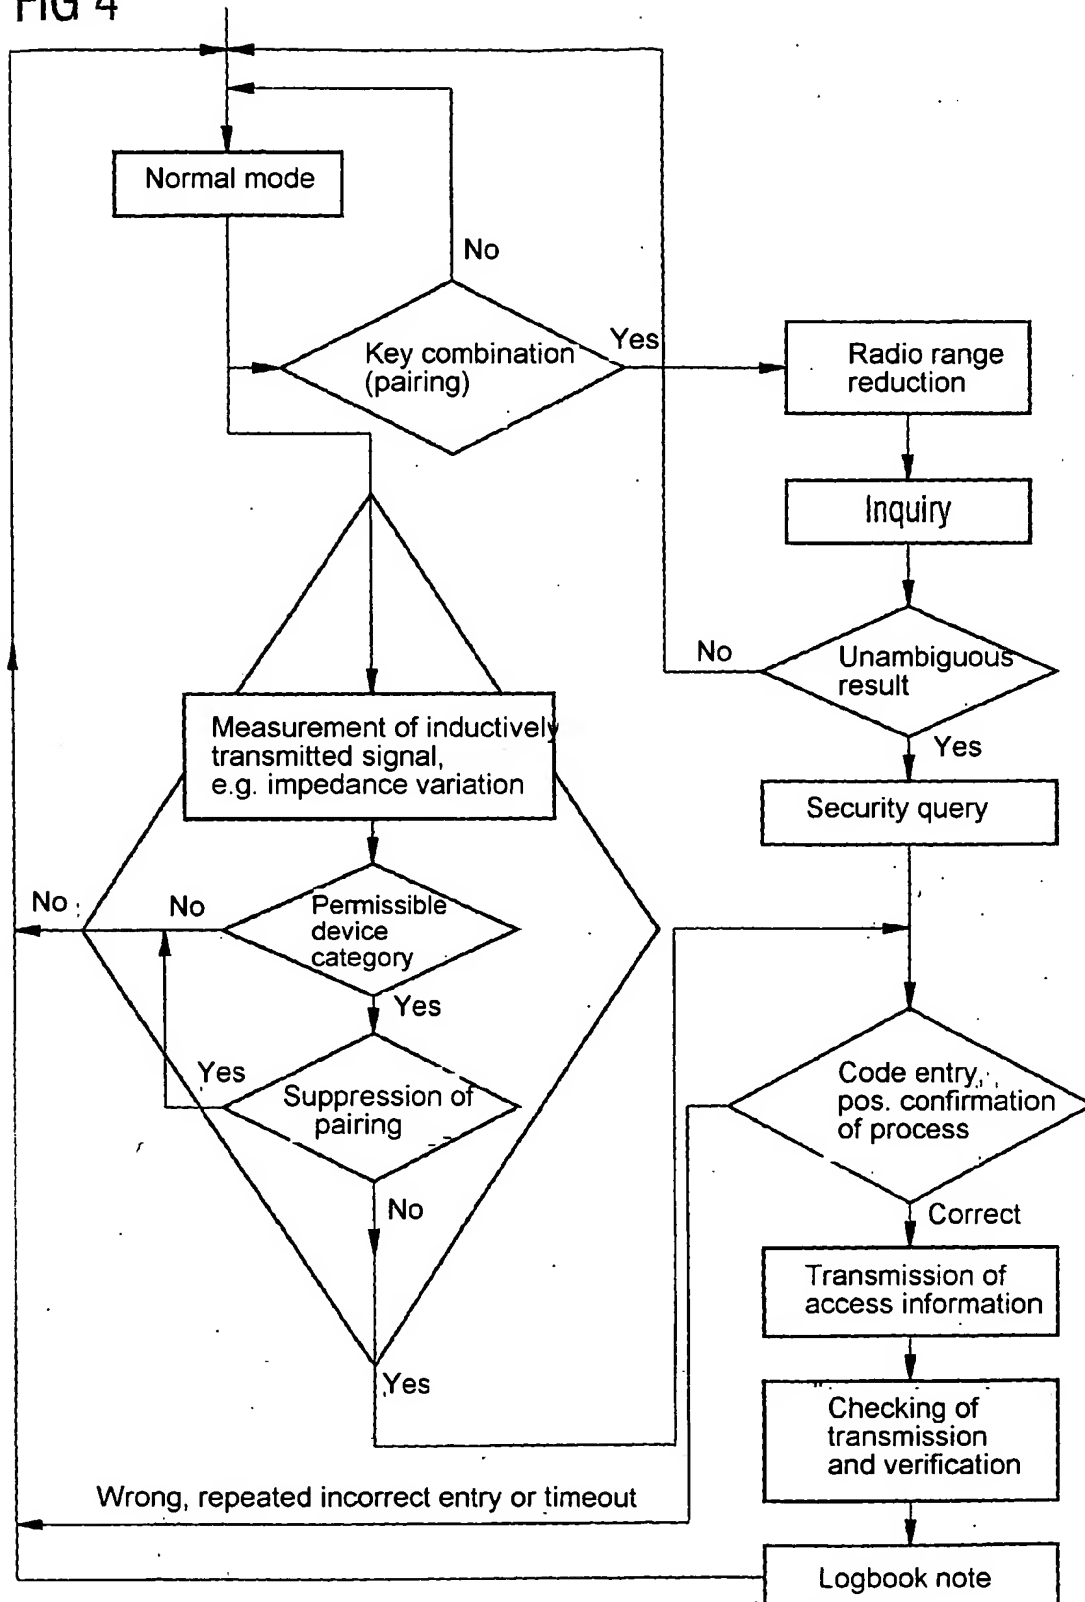 FIG 4
Normal mode
No
Key combination
(pairing)
Yes
Radio range
reduction
Inquiry
No
Unambiguous
result
Yes
Measurement of inductively
transmitted signal,
e.g. impedance variation
Security query
No
No
Permissible
device
category
Yes
Yes
Suppression of
pairing
Code entry,
pos. confirmation
of process
No
Correct
Transmission of
access information
Yes
Checking of
transmission
and verification
Wrong, repeated incorrect entry or timeout
Logbook note